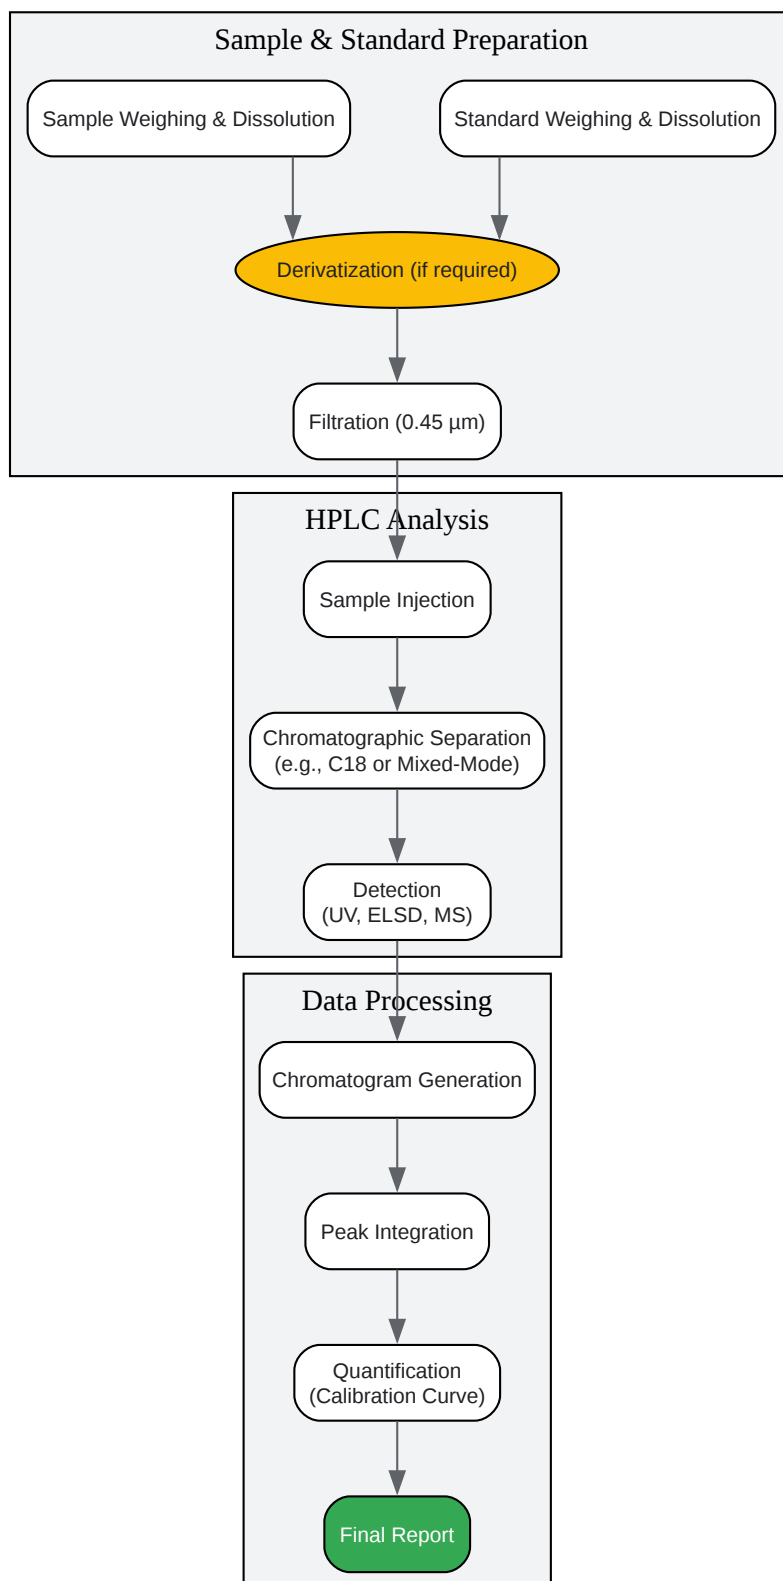 Sample & Standard Preparation
Sample Weighing & Dissolution
Standard Weighing & Dissolution
Derivatization (if required)
Filtration (0.45 µm)
HPLC Analysis
Sample Injection
Chromatographic Separation
(e.g., C18 or Mixed-Mode)
Detection
(UV, ELSD, MS)
Data Processing
Chromatogram Generation
Peak Integration
Quantification
(Calibration Curve)
Final Report